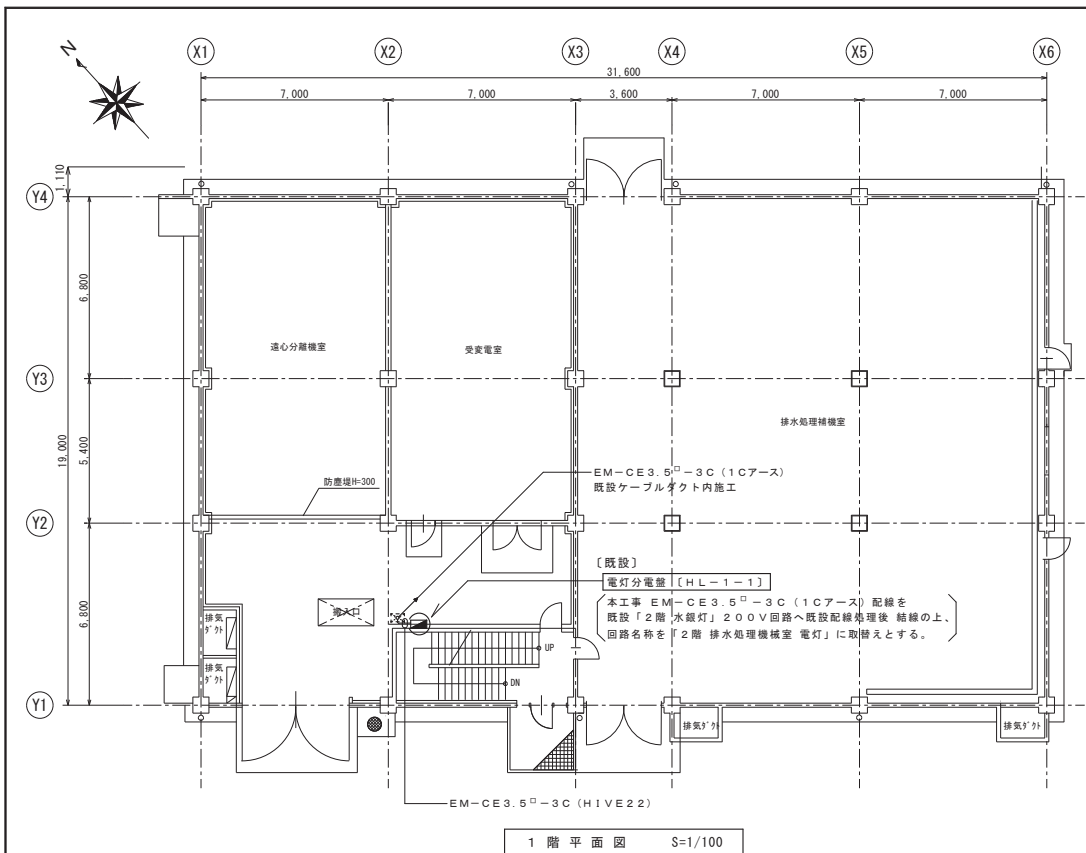 N
X1 X2 X3 X4 X5 X6
31,600
7,000 7,000 3,600 7,000 7,000
1,110
Y4
6,800
遠心分離機室
受変電室
Y3
排水処理補機室
19,000
5,400
EM-CE3.5□-3C(1Cアース)
既設ケーブルダクト内施工
防塵堤H=300
Y2
〔既設〕
電灯分電盤 〔HL-1-1〕
本工事 EM-CE3.5□-3C(1Cアース)配線を
既設「2階 水銀灯」200V回路へ既設配線処理後 結線の上、
回路名称を「2階 排水処理機械室 電灯」に取替えとする。
6,800
搬入口
排気
ダクト
UP
排気
ダクト
DN
Y1
排気ダクト
排気ダクト
EM-CE3.5□-3C(HIVE22)
1階平面図 S=1/100